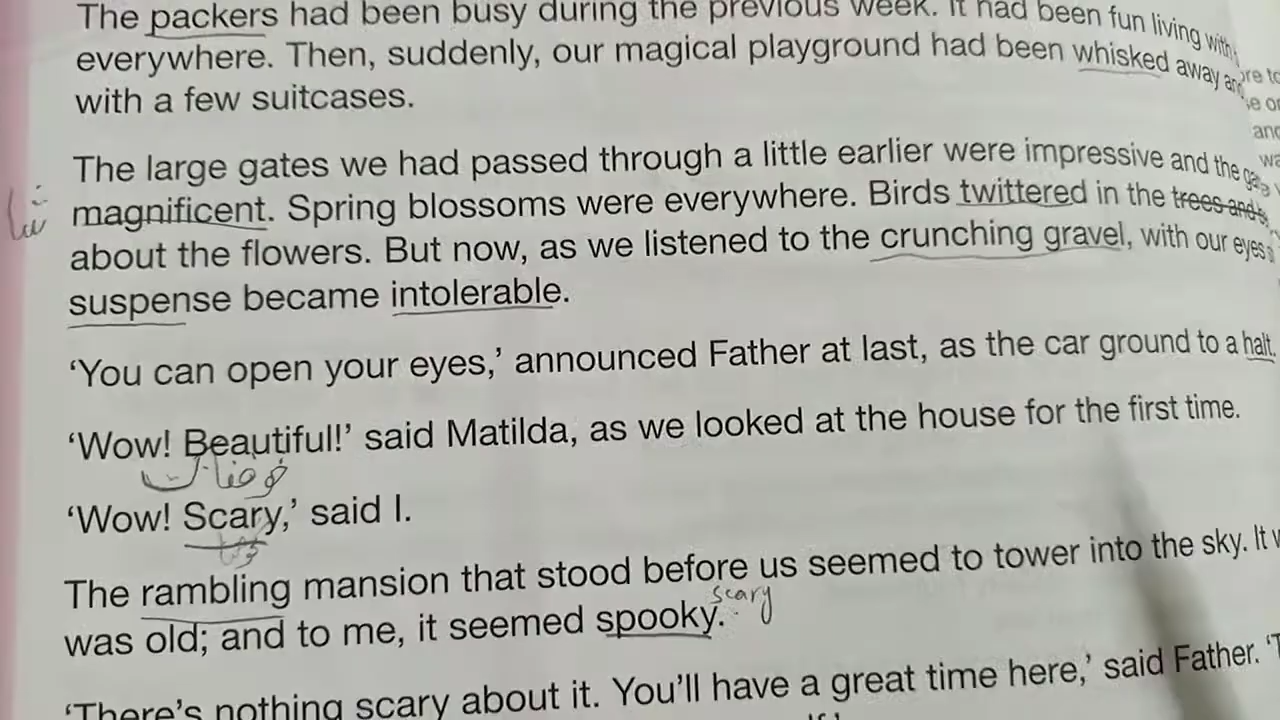 The packers had been busy during the previous week. It had been fun living with
everywhere. Then, suddenly, our magical playground had been whisked away and
with a few suitcases.
The large gates we had passed through a little earlier were impressive and the
magnificent. Spring blossoms were everywhere. Birds twittered in the trees and
about the flowers. But now, as we listened to the crunching gravel, with our eyes
suspense became intolerable.
‘You can open your eyes,’ announced Father at last, as the car ground to a halt.
‘Wow! Beautiful!’ said Matilda, as we looked at the house for the first time.
‘Wow! Scary,’ said I.
The rambling mansion that stood before us seemed to tower into the sky. It
scary
was old; and to me, it seemed spooky.
‘There’s nothing scary about it. You’ll have a great time here,’ said Father.